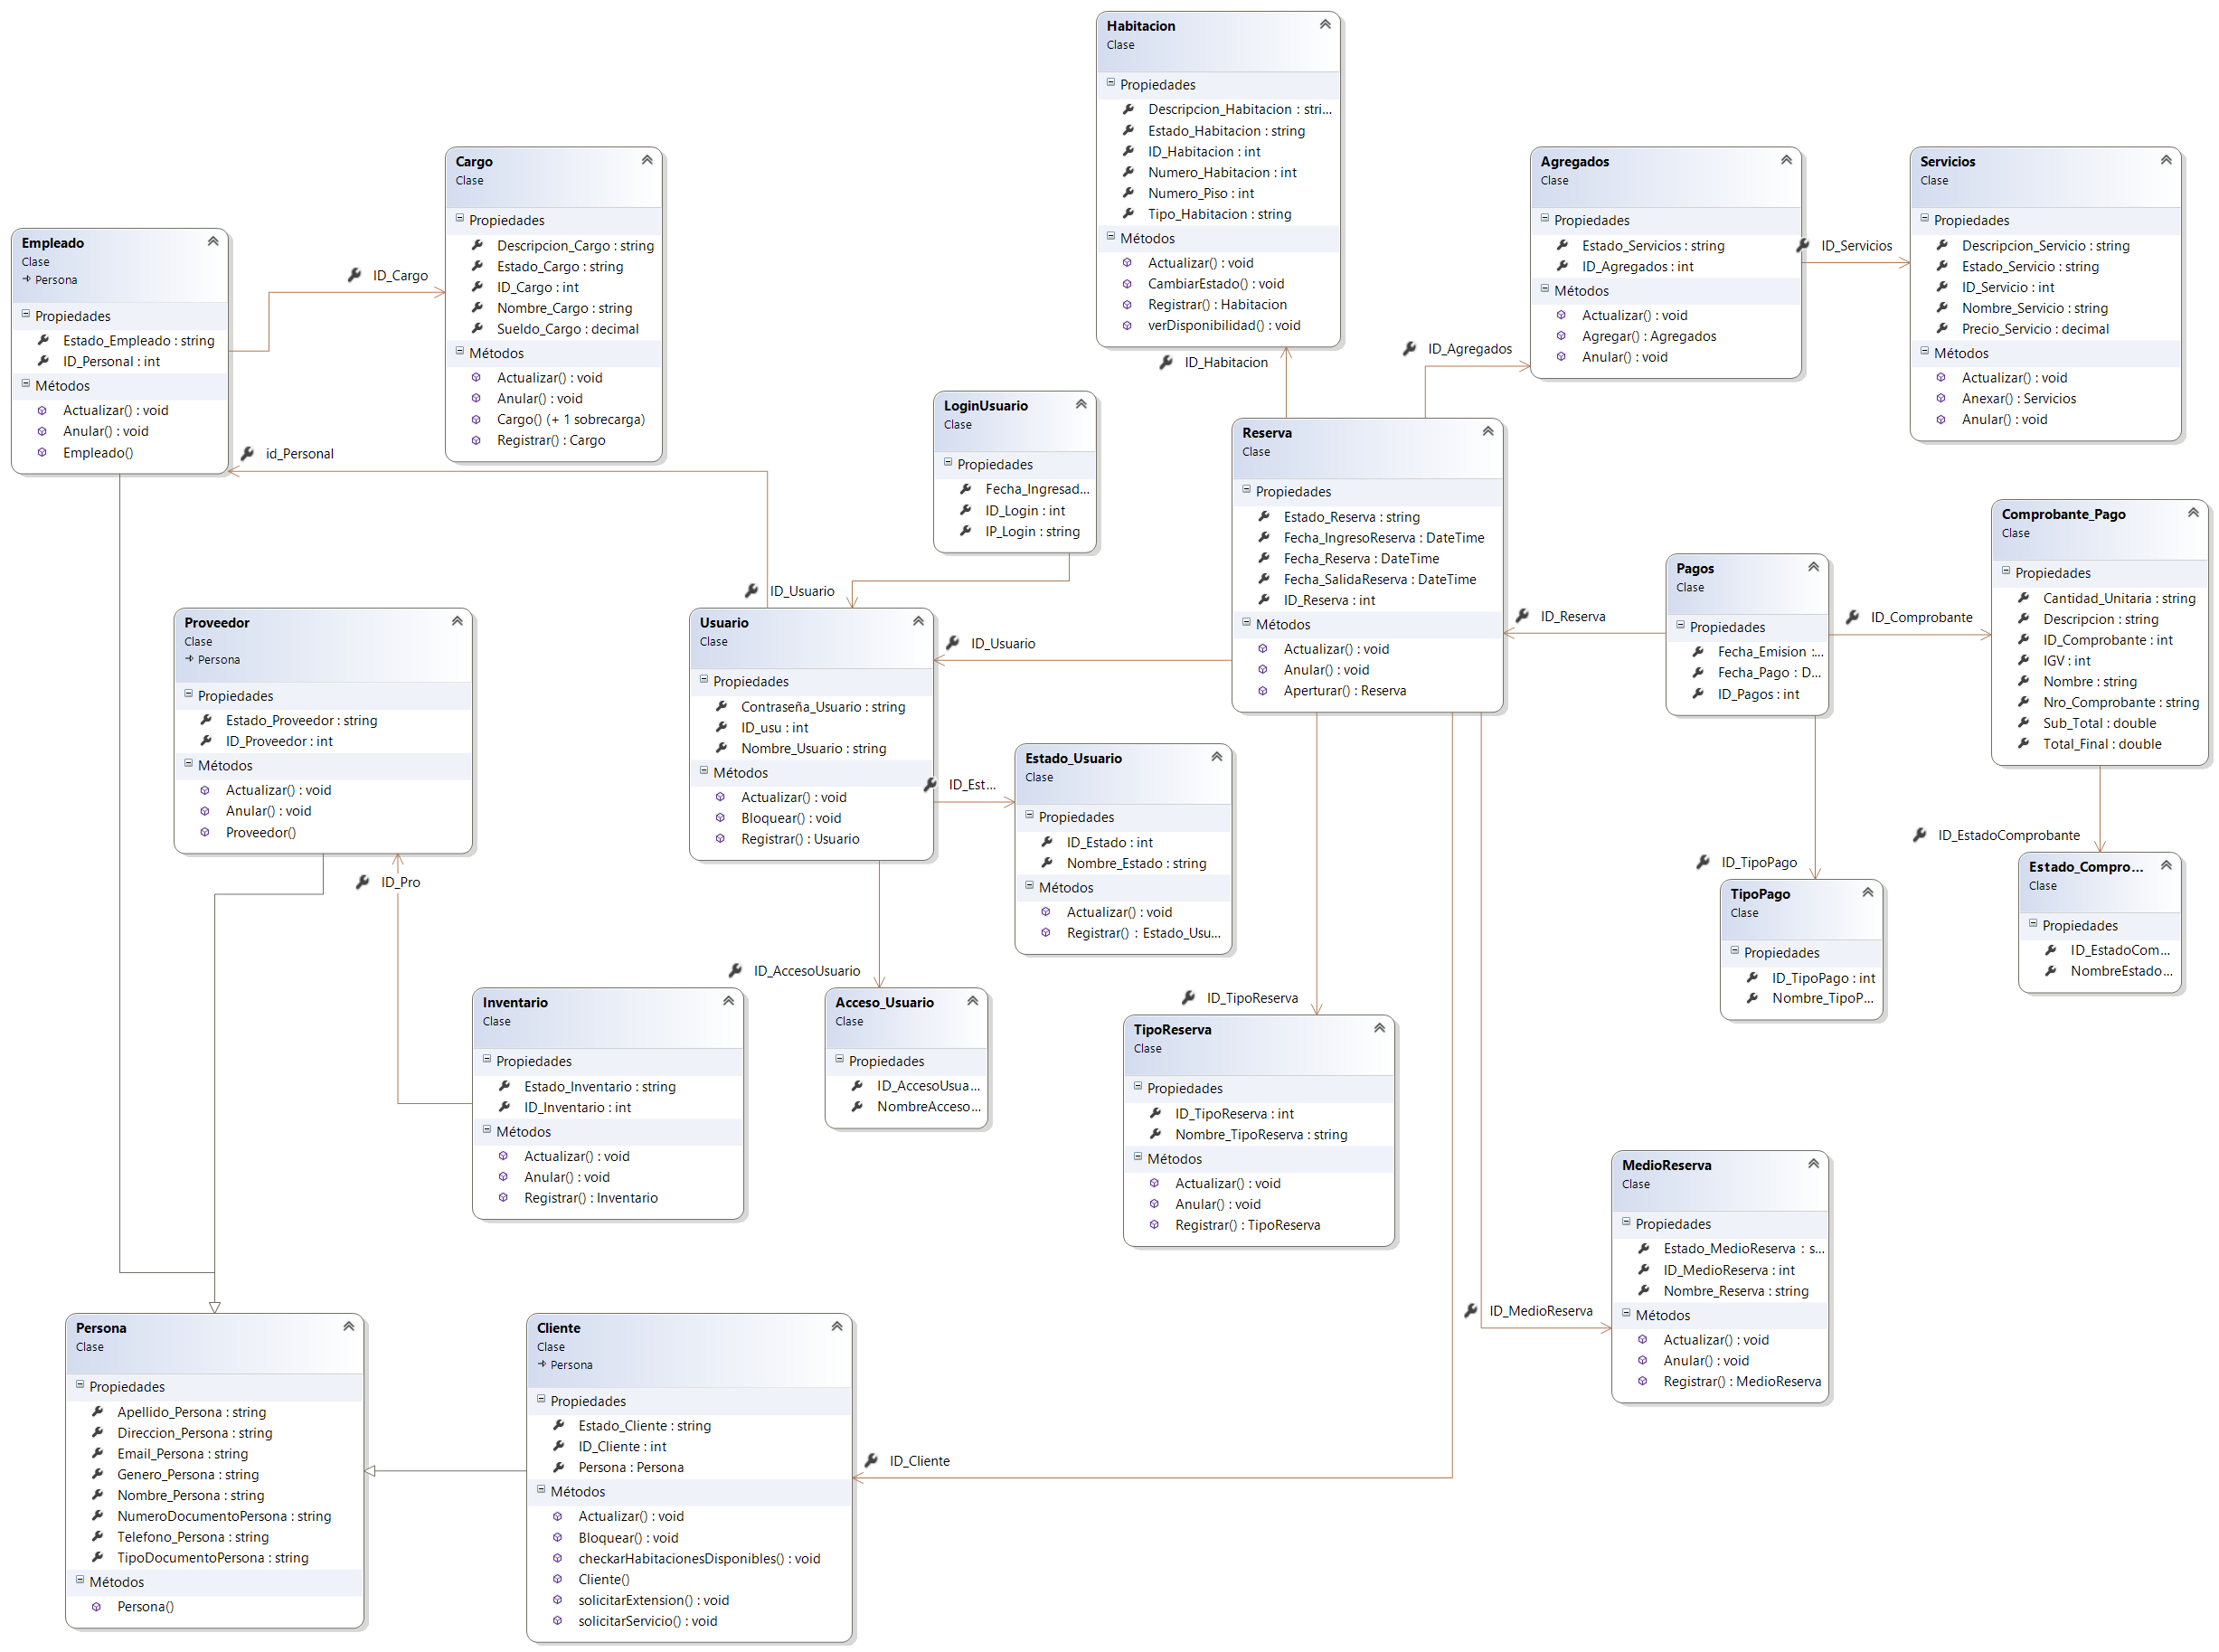 Habitacion
Clase
Propiedades
Descripcion_Habitacion : stri...
Estado_Habitacion : string
ID_Habitacion : int
Numero_Habitacion : int
Numero_Piso : int
Tipo_Habitacion : string
Métodos
Actualizar() : void
CambiarEstado() : void
Registrar() : Habitacion
verDisponibilidad() : void
Cargo
Clase
Propiedades
Descripcion_Cargo : string
Estado_Cargo : string
ID_Cargo : int
Nombre_Cargo : string
Sueldo_Cargo : decimal
Métodos
Actualizar() : void
Anular() : void
Cargo() (+ 1 sobrecarga)
Registrar() : Cargo
Agregados
Clase
Propiedades
Estado_Servicios : string
ID_Agregados : int
Métodos
Actualizar() : void
Agregar() : Agregados
Anular() : void
ID_Servicios
Servicios
Clase
Propiedades
Descripcion_Servicio : string
Estado_Servicio : string
ID_Servicio : int
Nombre_Servicio : string
Precio_Servicio : decimal
Métodos
Actualizar() : void
Anexar() : Servicios
Anular() : void
Empleado
Clase
Persona
Propiedades
Estado_Empleado : string
ID_Personal : int
Métodos
Actualizar() : void
Anular() : void
Empleado()
ID_Cargo
id_Personal
ID_Habitacion
ID_Agregados
LoginUsuario
Clase
Propiedades
Fecha_Ingresad...
ID_Login : int
IP_Login : string
ID_Usuario
Reserva
Clase
Propiedades
Estado_Reserva : string
Fecha_IngresoReserva : DateTime
Fecha_Reserva : DateTime
Fecha_SalidaReserva : DateTime
ID_Reserva : int
Métodos
Actualizar() : void
Anular() : void
Aperturar() : Reserva
ID_Reserva
Pagos
Clase
Propiedades
Fecha_Emision :...
Fecha_Pago : D...
ID_Pagos : int
ID_Comprobante
Comprobante_Pago
Clase
Propiedades
Cantidad_Unitaria : string
Descripcion : string
ID_Comprobante : int
IGV : int
Nombre : string
Nro_Comprobante : string
Sub_Total : double
Total_Final : double
Proveedor
Clase
Persona
Propiedades
Estado_Proveedor : string
ID_Proveedor : int
Métodos
Actualizar() : void
Anular() : void
Proveedor()
ID_Pro
Usuario
Clase
Propiedades
Contraseña_Usuario : string
ID_usu : int
Nombre_Usuario : string
Métodos
Actualizar() : void
Bloquear() : void
Registrar() : Usuario
ID_Usuario
ID_Est...
Estado_Usuario
Clase
Propiedades
ID_Estado : int
Nombre_Estado : string
Métodos
Actualizar() : void
Registrar() : Estado_Usu...
ID_TipoPago
TipoPago
Clase
Propiedades
ID_TipoPago : int
Nombre_TipoP...
ID_EstadoComprobante
Estado_Compro...
Clase
Propiedades
ID_EstadoCom...
NombreEstado...
Inventario
Clase
Propiedades
Estado_Inventario : string
ID_Inventario : int
Métodos
Actualizar() : void
Anular() : void
Registrar() : Inventario
ID_AccesoUsuario
Acceso_Usuario
Clase
Propiedades
ID_AccesoUsua...
NombreAcceso...
ID_TipoReserva
TipoReserva
Clase
Propiedades
ID_TipoReserva : int
Nombre_TipoReserva : string
Métodos
Actualizar() : void
Anular() : void
Registrar() : TipoReserva
ID_MedioReserva
MedioReserva
Clase
Propiedades
Estado_MedioReserva : s...
ID_MedioReserva : int
Nombre_Reserva : string
Métodos
Actualizar() : void
Anular() : void
Registrar() : MedioReserva
Persona
Clase
Propiedades
Apellido_Persona : string
Direccion_Persona : string
Email_Persona : string
Genero_Persona : string
Nombre_Persona : string
NumeroDocumentoPersona : string
Telefono_Persona : string
TipoDocumentoPersona : string
Métodos
Persona()
Cliente
Clase
Persona
Propiedades
Estado_Cliente : string
ID_Cliente : int
Persona : Persona
Métodos
Actualizar() : void
Bloquear() : void
checkarHabitacionesDisponibles() : void
Cliente()
solicitarExtension() : void
solicitarServicio() : void
ID_Cliente